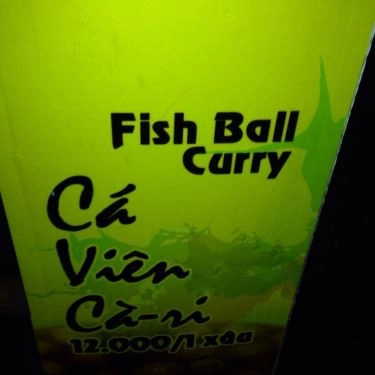 Fish Ball
Curry
Cá
Viên
Cà-ri
12.000/1 xâu